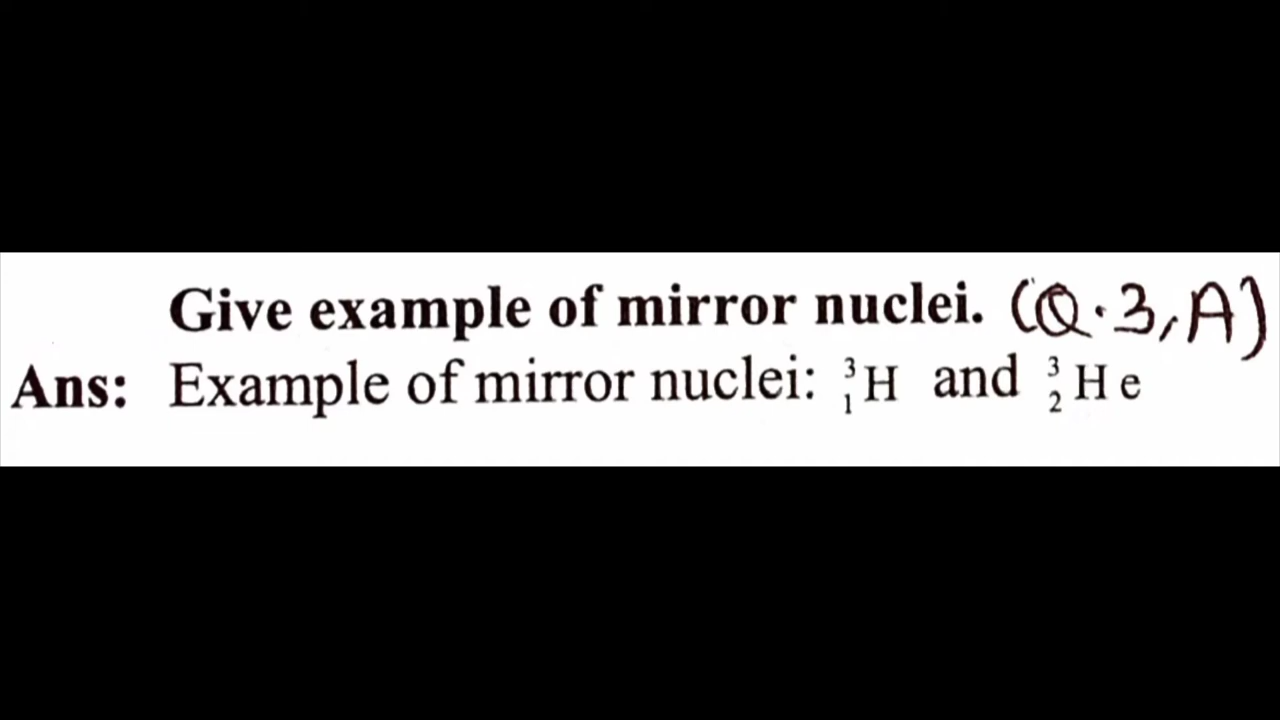 Give example of mirror nuclei. (Q.3, A)
Ans: Example of mirror nuclei: ³₁H and ³₂He